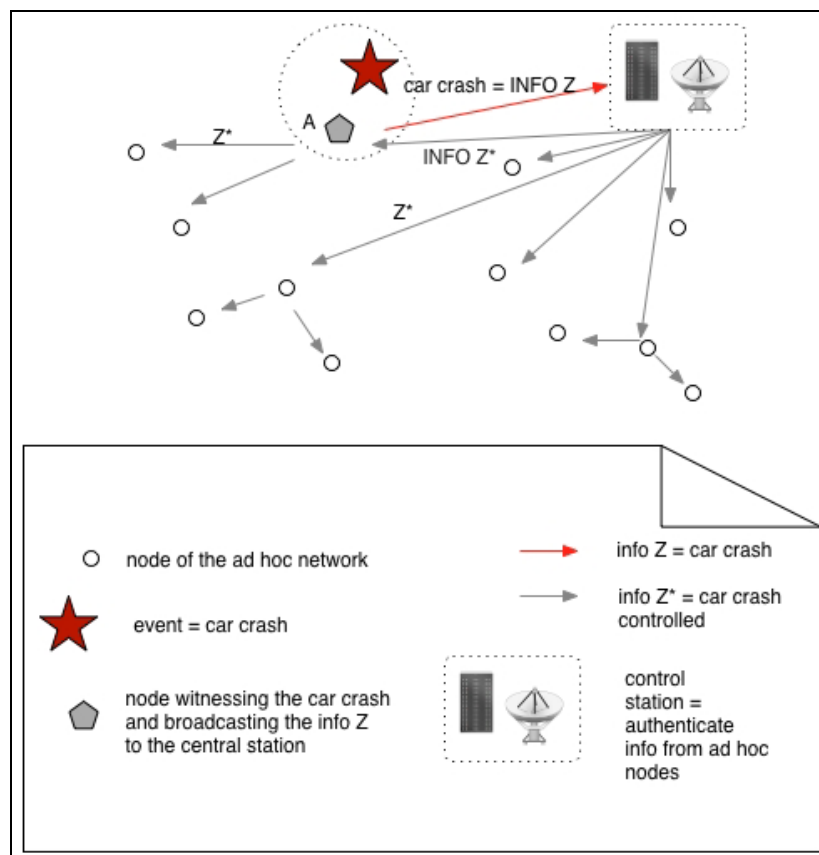 car crash = INFO Z
A
Z*
INFO Z*
Z*
node of the ad hoc network
event = car crash
node witnessing the car crash
and broadcasting the info Z
to the central station
info Z = car crash
info Z* = car crash
controlled
control
station =
authenticate
info from ad hoc
nodes